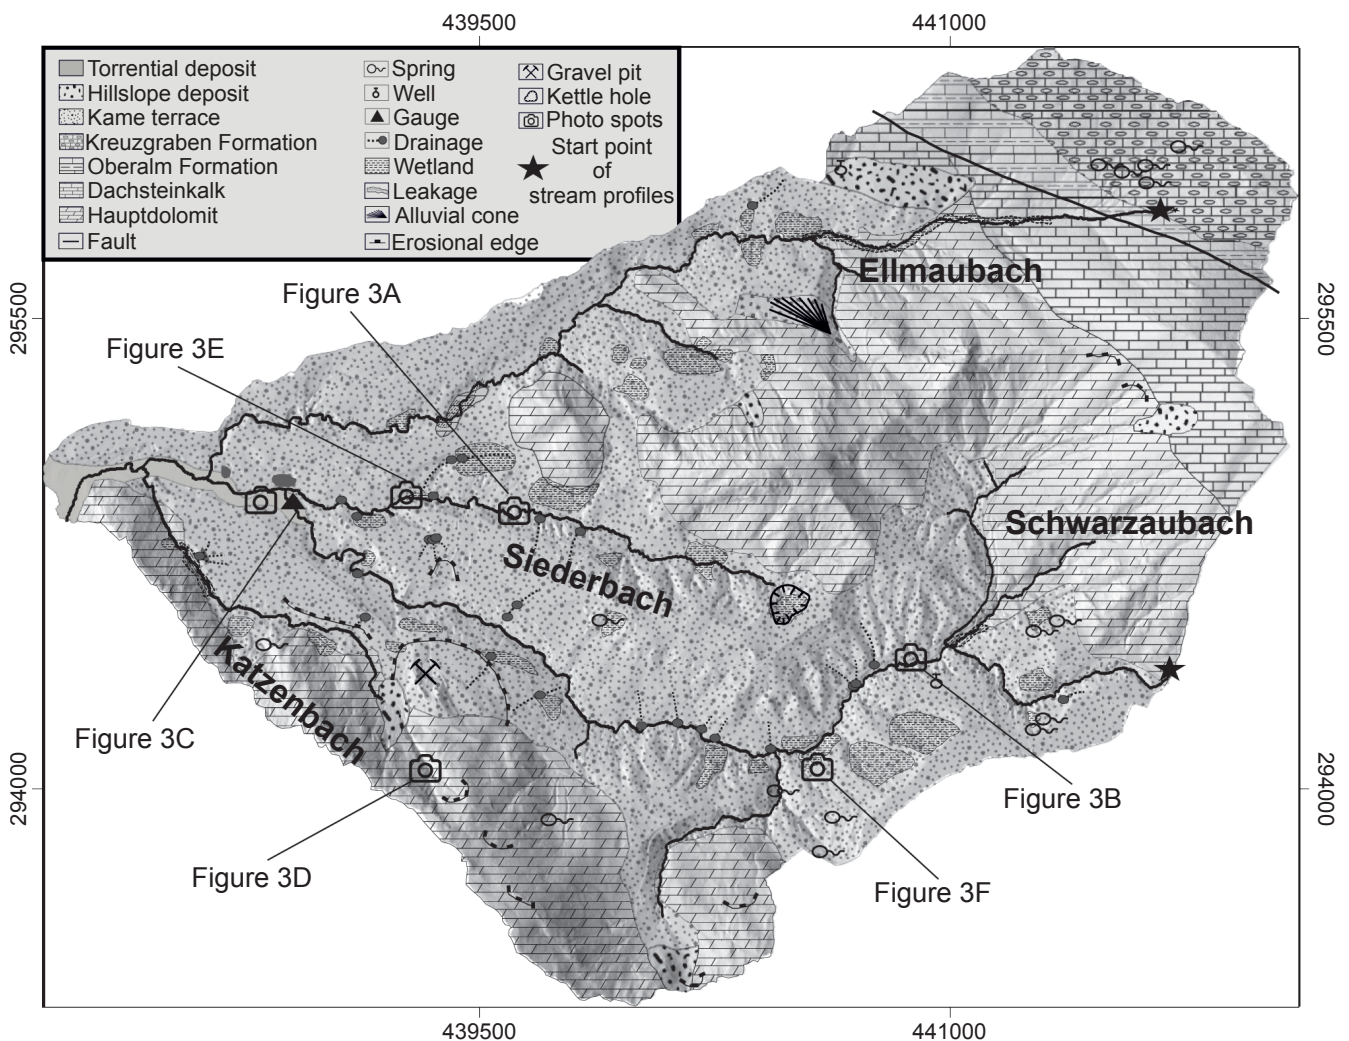 439500
441000
Torrential deposit
Hillslope deposit
Kame terrace
Kreuzgraben Formation
Oberalm Formation
Dachsteinkalk
Hauptdolomit
Fault
Spring
Well
Gauge
Drainage
Wetland
Leakage
Alluvial cone
Erosional edge
Gravel pit
Kettle hole
Photo spots
Start point
of
stream profiles
295500
295500
Figure 3A
Figure 3E
Ellmaubach
Schwarzaubach
Siederbach
Katzenbach
Figure 3C
Figure 3B
Figure 3D
Figure 3F
294000
294000
439500
441000